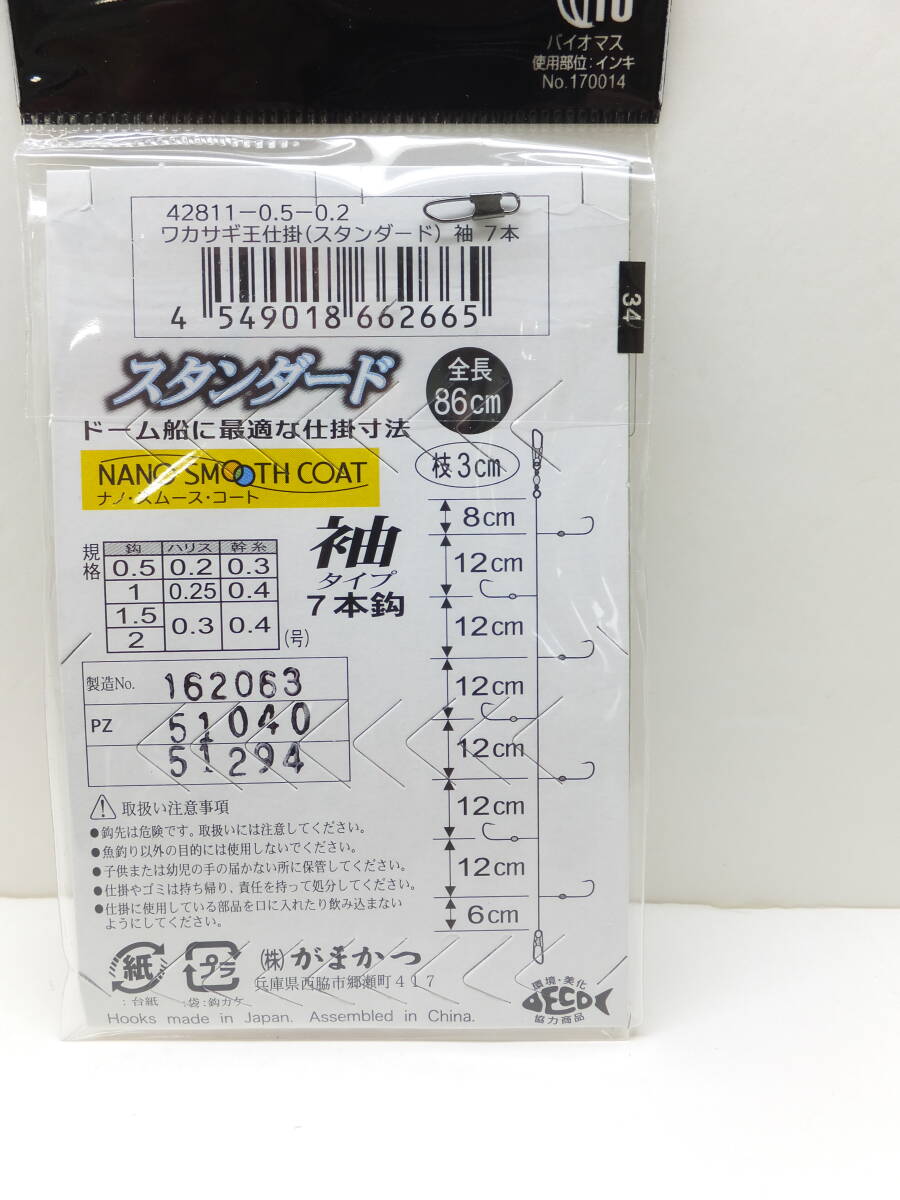 バイオマス
使用部位:インキ
No.170014
42811-0.5-0.2
ワカサギ王仕掛(スタンダード) 袖 7本
4 549018 662665
34
スタンダード
全長
86cm
ドーム船に最適な仕掛寸法
NANO SMOOTH COAT
ナノ・スムース・コート
枝3cm
袖
タイプ
7本鈎
規格
鈎 ハリス 幹糸
0.5 0.2 0.3
1 0.25 0.4
1.5
2 0.3 0.4
(号)
8cm
12cm
12cm
12cm
12cm
12cm
12cm
6cm
製造No. 162063
PZ 51040
51294
取扱い注意事項
●鈎先は危険です。取扱いには注意してください。
●魚釣り以外の目的には使用しないでください。
●子供または幼児の手の届かない所に保管してください。
●仕掛やゴミは持ち帰り、責任を持って処分してください。
●仕掛に使用している部品を口に入れたり飲み込まない
ようにしてください。
紙
:台紙
プラ
:袋:鈎カケ
(株)がまかつ
兵庫県西脇市郷瀬町417
Hooks made in Japan. Assembled in China.
環境・美化
ECO
協力商品